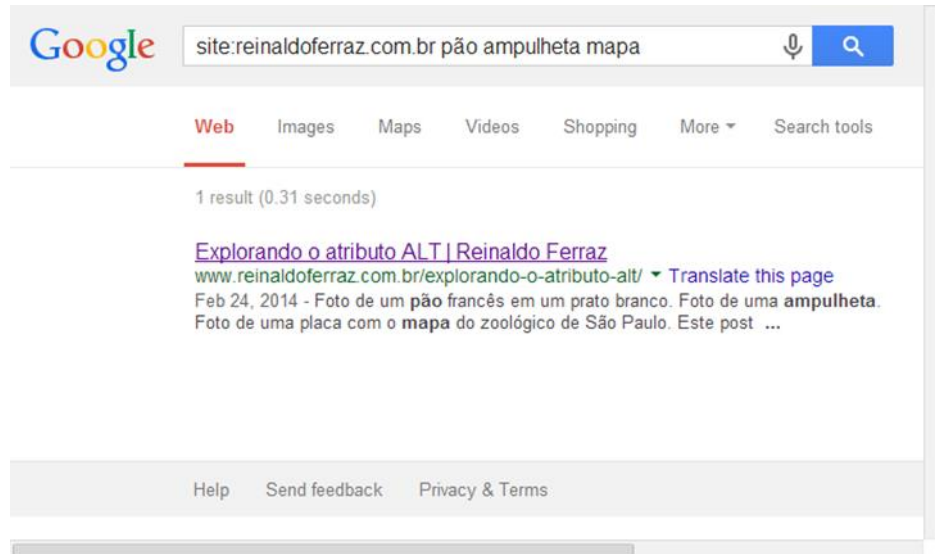 Google site:reinaldoferraz.com.br pão ampulheta mapa
Web Images Maps Videos Shopping More Search tools
1 result (0.31 seconds)
Explorando o atributo ALT | Reinaldo Ferraz
www.reinaldoferraz.com.br/explorando-o-atributo-alt/ Translate this page
Feb 24, 2014 - Foto de um pão francês em um prato branco. Foto de uma ampulheta.
Foto de uma placa com o mapa do zoológico de São Paulo. Este post ...
Help Send feedback Privacy & Terms